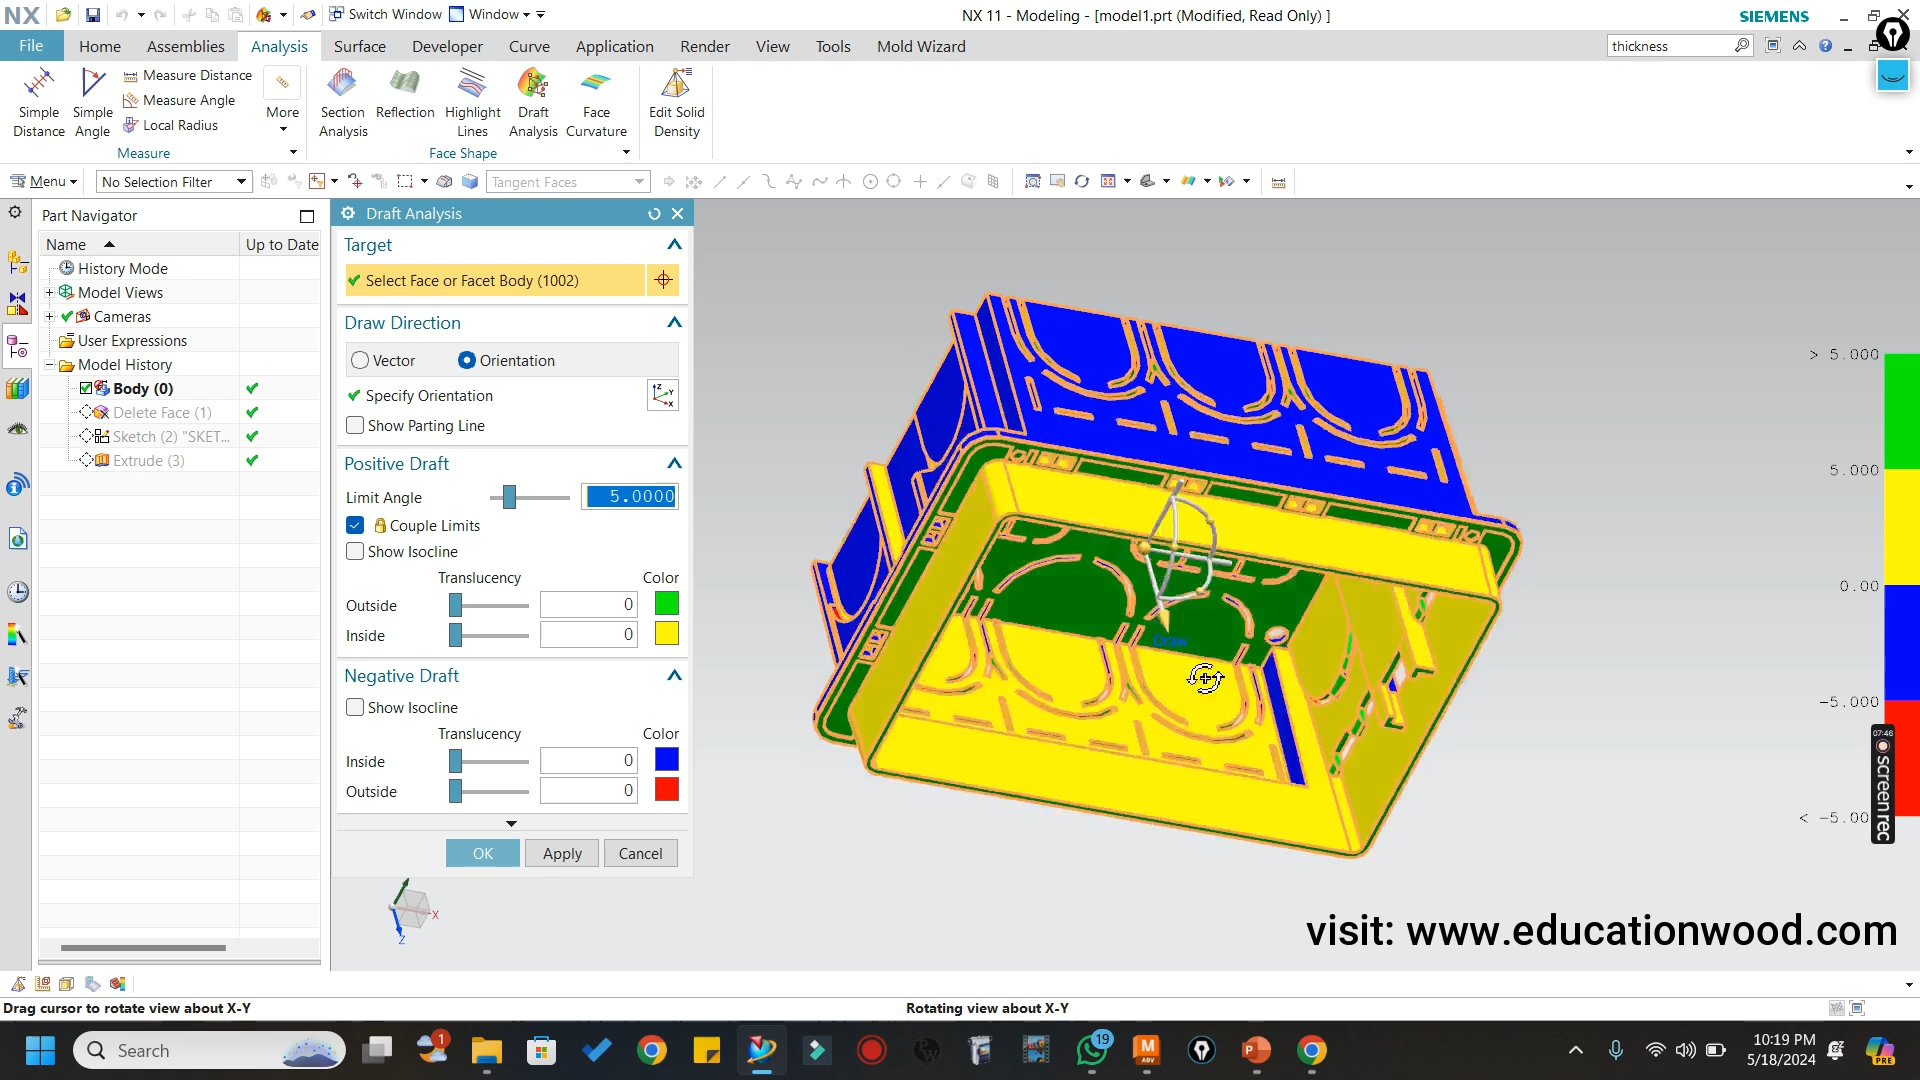 NX
Switch Window
Window
NX 11 - Modeling - [model1.prt (Modified, Read Only) ]
SIEMENS
File
Home
Assemblies
Analysis
Surface
Developer
Curve
Application
Render
View
Tools
Mold Wizard
thickness
Simple Distance
Simple Angle
Measure Distance
Measure Angle
Local Radius
More
Section Analysis
Reflection
Highlight Lines
Draft Analysis
Face Curvature
Edit Solid Density
Measure
Face Shape
Menu
No Selection Filter
Tangent Faces
Part Navigator
Name
Up to Date
History Mode
Model Views
Cameras
User Expressions
Model History
Body (0)
Delete Face (1)
Sketch (2) "SKET...
Extrude (3)
Draft Analysis
Target
Select Face or Facet Body (1002)
Draw Direction
Vector
Orientation
Specify Orientation
Show Parting Line
Positive Draft
Limit Angle
5.0000
Couple Limits
Show Isocline
Translucency
Color
Outside
0
Inside
0
Negative Draft
Show Isocline
Translucency
Color
Inside
0
Outside
0
OK
Apply
Cancel
Draw
> 5.000
5.000
0.00
-5.000
< -5.00
07:46
screenrec
X
Z
visit: www.educationwood.com
Drag cursor to rotate view about X-Y
Rotating view about X-Y
Search
1
19
ADV
10:19 PM
5/18/2024
PRE